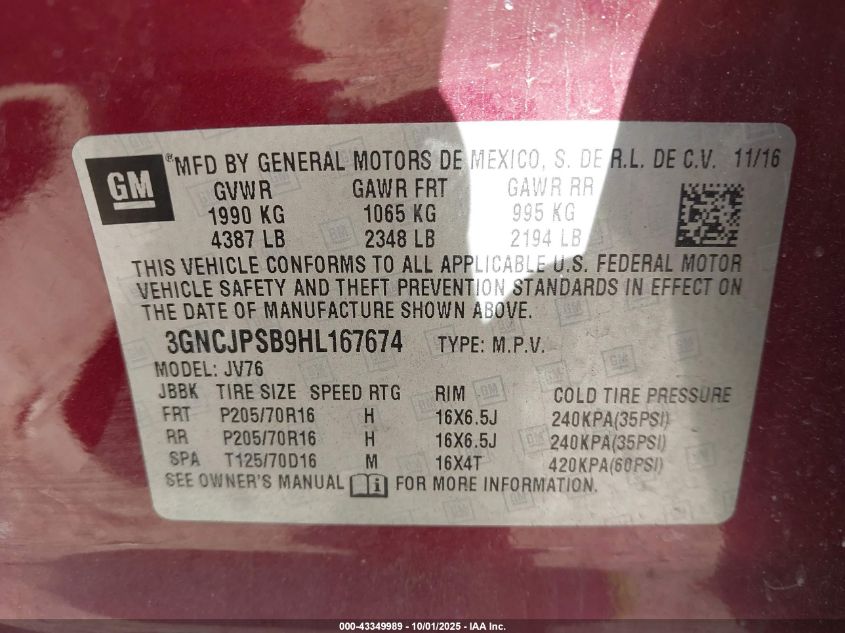 GM ® MFD BY GENERAL MOTORS DE MEXICO, S. DE R.L. DE C.V. 11/16
GVWR GAWR FRT GAWR RR
1990 KG 1065 KG 995 KG
4387 LB 2348 LB 2194 LB
THIS VEHICLE CONFORMS TO ALL APPLICABLE U.S. FEDERAL MOTOR
VEHICLE SAFETY AND THEFT PREVENTION STANDARDS IN EFFECT ON
THE DATE OF MANUFACTURE SHOWN ABOVE.
3GNCJPSB9HL167674 TYPE: M.P.V.
MODEL: JV76
JBBK TIRE SIZE SPEED RTG RIM COLD TIRE PRESSURE
FRT P205/70R16 H 16X6.5J 240KPA(35PSI)
RR P205/70R16 H 16X6.5J 240KPA(35PSI)
SPA T125/70D16 M 16X4T 420KPA(60PSI)
SEE OWNER'S MANUAL FOR MORE INFORMATION.
000-43349989 - 10/01/2025 - IAA Inc.